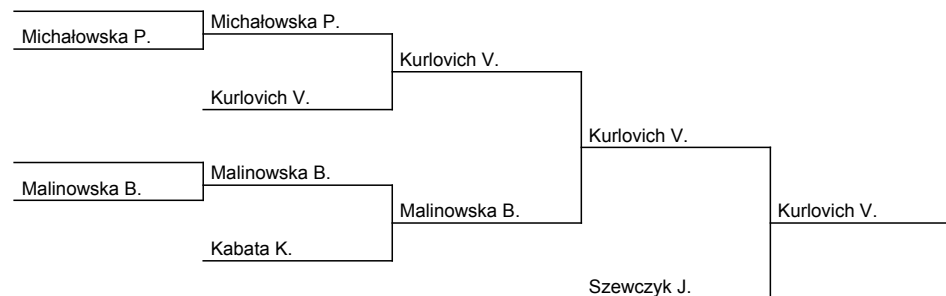 Michałowska P.
Michałowska P.
Kurlovich V.
Kurlovich V.
Kurlovich V.
Malinowska B.
Malinowska B.
Malinowska B.
Kurlovich V.
Kabata K.
Szewczyk J.